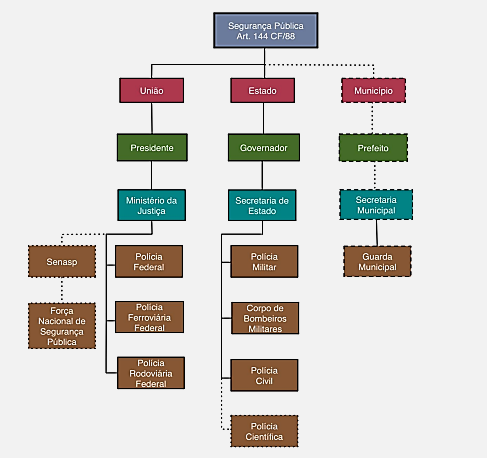 Segurança Pública
Art. 144 CF/88
União
Estado
Município
Presidente
Governador
Prefeito
Ministério da
Justiça
Secretaria de
Estado
Secretaria
Municipal
Senasp
Polícia
Federal
Polícia
Militar
Guarda
Municipal
Força
Nacional de
Segurança
Pública
Polícia
Ferroviária
Federal
Corpo de
Bombeiros
Militares
Polícia
Rodoviária
Federal
Polícia
Civil
Polícia
Científica